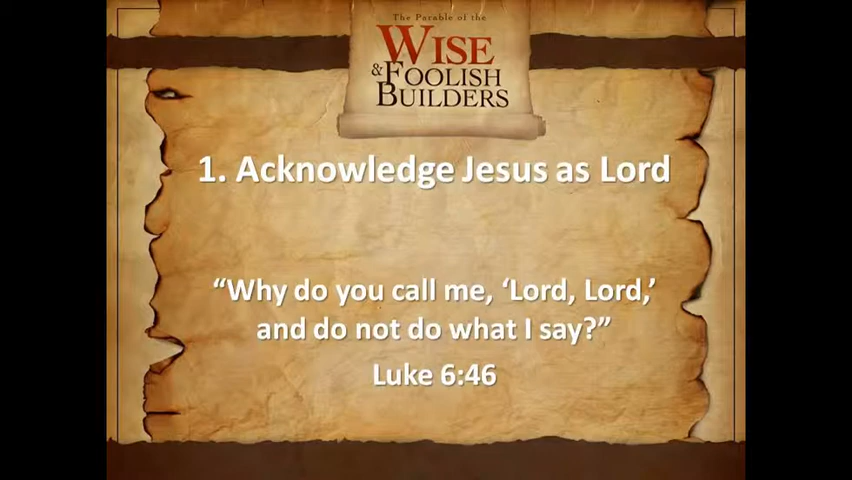 The Parable of the
WISE
& FOOLISH
BUILDERS
1. Acknowledge Jesus as Lord
“Why do you call me, ‘Lord, Lord,’
and do not do what I say?”
Luke 6:46